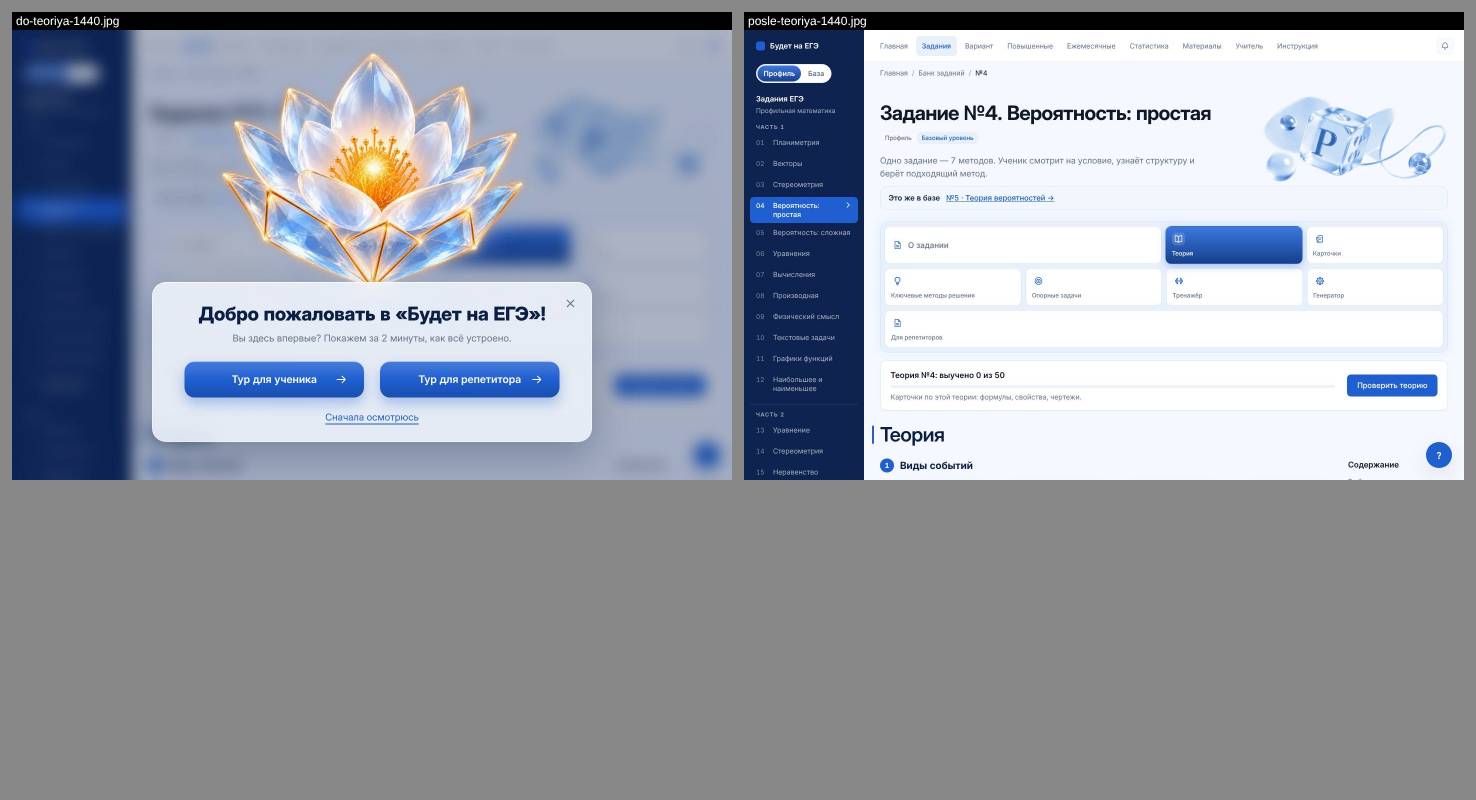 do-teoriya-1440.jpg
Добро пожаловать в «Будет на ЕГЭ»!
Вы здесь впервые? Покажем за 2 минуты, как всё устроено.
Тур для ученика →
Тур для репетитора →
Сначала осмотрюсь
posle-teoriya-1440.jpg
Будет на ЕГЭ
Профиль База
Задания ЕГЭ
Профильная математика
ЧАСТЬ 1
01 Планиметрия
02 Векторы
03 Стереометрия
04 Вероятность:
простая
05 Вероятность: сложная
06 Уравнения
07 Вычисления
08 Производная
09 Физический смысл
10 Текстовые задачи
11 Графики функций
12 Наибольшее и
наименьшее
ЧАСТЬ 2
13 Уравнение
14 Стереометрия
15 Неравенство
Главная Задания Вариант Повышенные Ежемесячные Статистика Материалы Учитель Инструкция
Главная / Банк заданий / №4
Задание №4. Вероятность: простая
Профиль Базовый уровень
Одно задание — 7 методов. Ученик смотрит на условие, узнаёт структуру и
берёт подходящий метод.
P
Это же в базе №5 · Теория вероятностей →
О задании
Теория
Карточки
Ключевые методы решения
Опорные задачи
Тренажёр
Генератор
Для репетиторов
Теория №4: выучено 0 из 50
Карточки по этой теории: формулы, свойства, чертежи.
Проверить теорию
Теория
1 Виды событий
Содержание
?